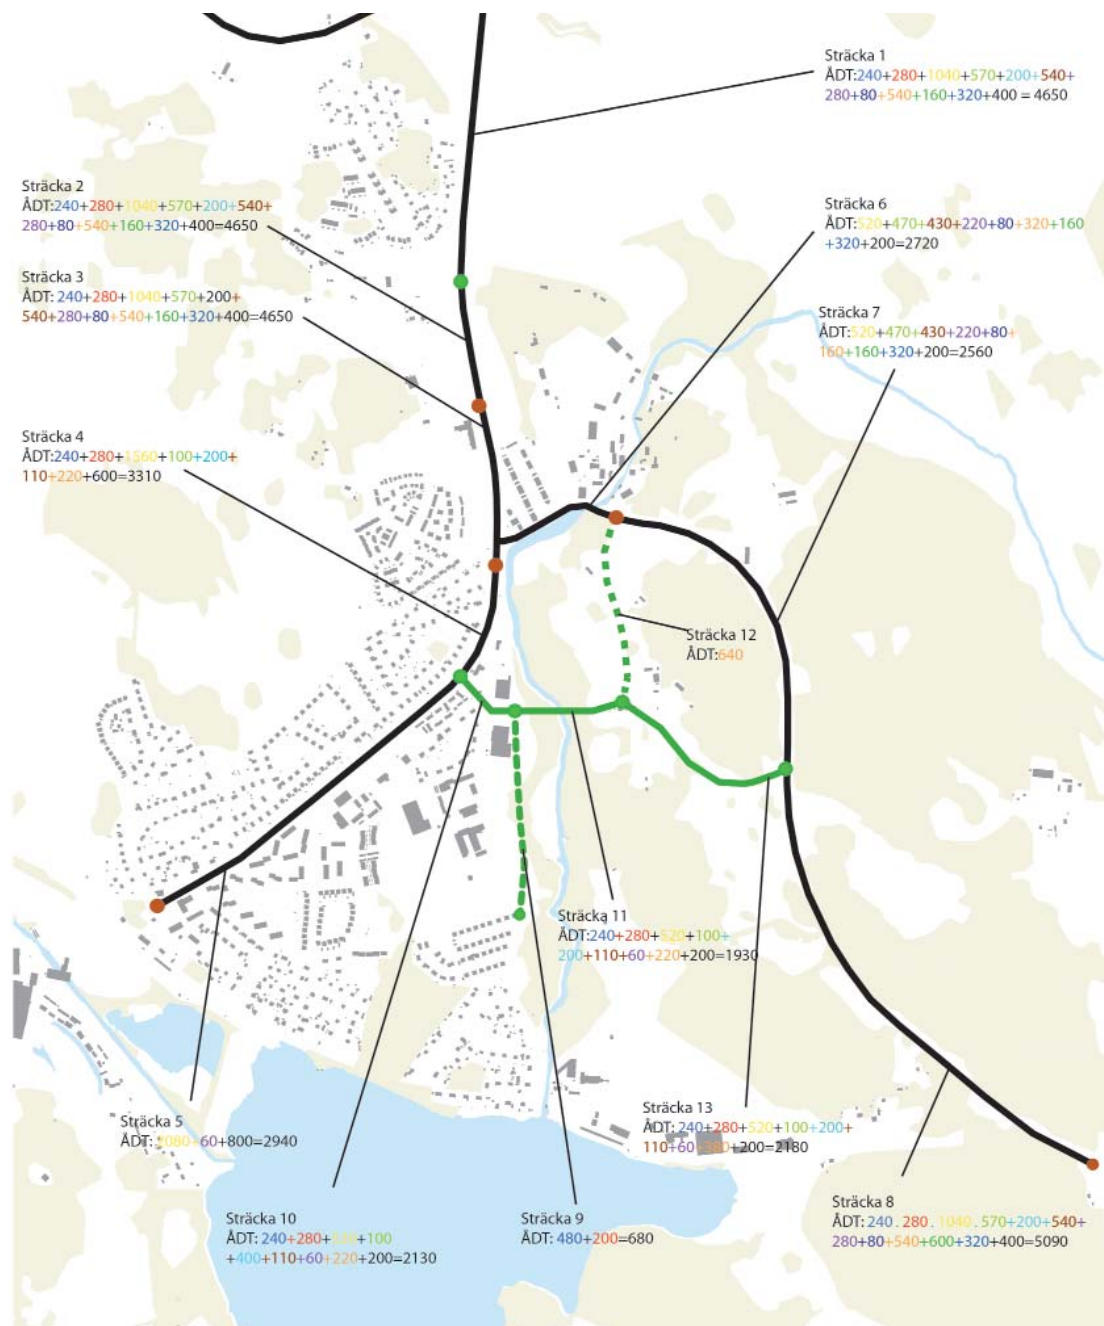 Sträcka 1
ÅDT:240+280+1040+570+200+540+
280+80+540+160+320+400 = 4650
Sträcka 2
ÅDT:240+280+1040+570+200+540+
280+80+540+160+320+400=4650
Sträcka 6
ÅDT:520+470+430+220+80+320+160
+320+200=2720
Sträcka 3
ÅDT: 240+280+1040+570+200+
540+280+80+540+160+320+400=4650
Sträcka 7
ÅDT:520+470+430+220+80+
160+160+320+200=2560
Sträcka 4
ÅDT:240+280+1560+100+200+
110+220+600=3310
Sträcka 12
ÅDT:640
Sträcka 11
ÅDT:240+280+520+100+
200+110+60+220+200=1930
Sträcka 5
ÅDT: 2080+60+800=2940
Sträcka 13
ÅDT: 240+280+520+100+200+
110+60++200=2180
Sträcka 10
ÅDT: 240+280++100
+400+110+60+220+200=2130
Sträcka 9
ÅDT: 480+200=680
Sträcka 8
ÅDT: 240 . 280 . 1040 . 570+200+540+
280+80+540+600+320+400=5090